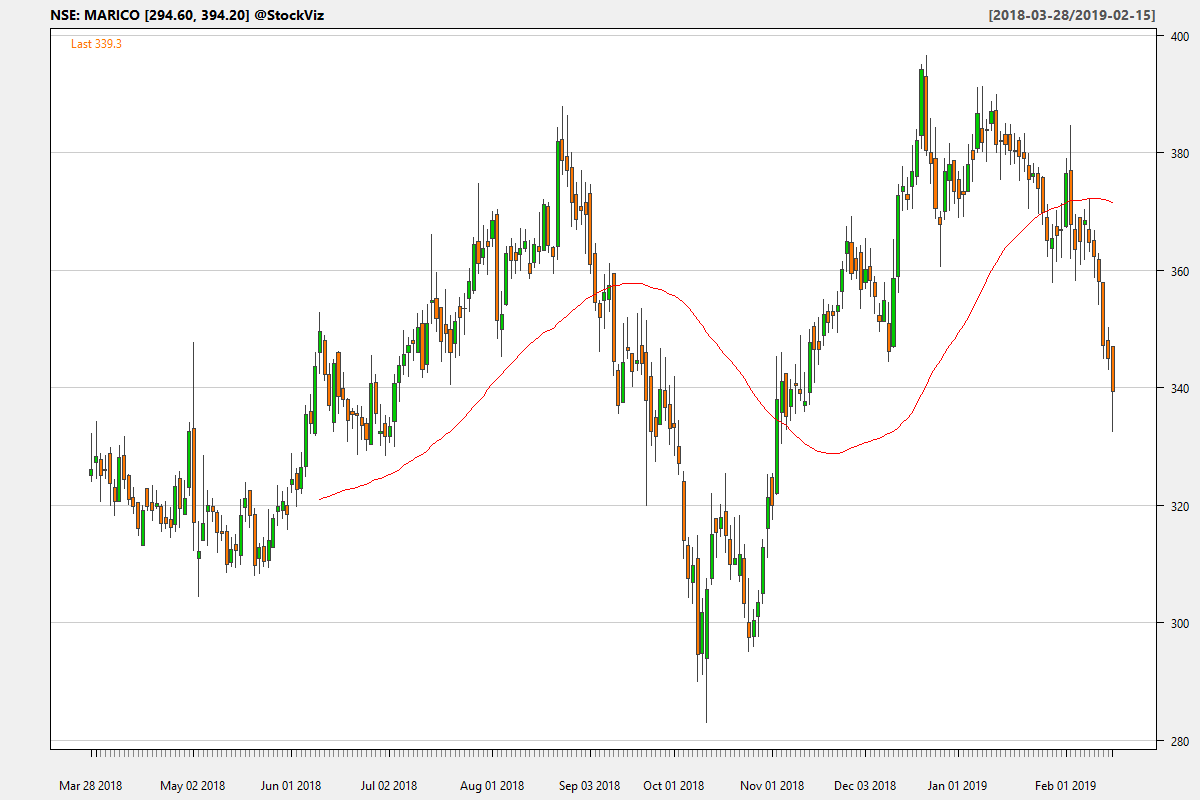 NSE: MARICO [294.60, 394.20] @StockViz [2018-03-28/2019-02-15]
Last 339.3
400
380
360
340
320
300
280
Mar 28 2018 May 02 2018 Jun 01 2018 Jul 02 2018 Aug 01 2018 Sep 03 2018 Oct 01 2018 Nov 01 2018 Dec 03 2018 Jan 01 2019 Feb 01 2019